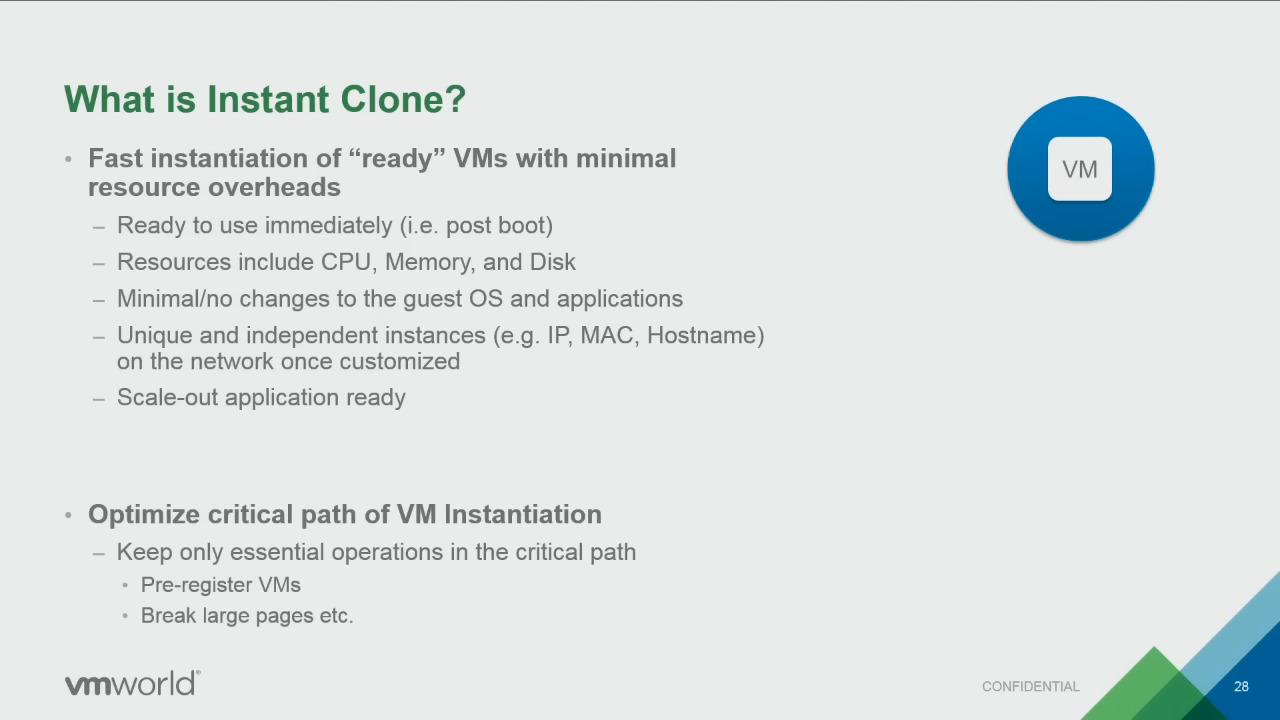 What is Instant Clone?
• Fast instantiation of “ready” VMs with minimal
resource overheads
– Ready to use immediately (i.e. post boot)
– Resources include CPU, Memory, and Disk
– Minimal/no changes to the guest OS and applications
– Unique and independent instances (e.g. IP, MAC, Hostname)
on the network once customized
– Scale-out application ready
VM
• Optimize critical path of VM Instantiation
– Keep only essential operations in the critical path
• Pre-register VMs
• Break large pages etc.
vmworld®
CONFIDENTIAL
28